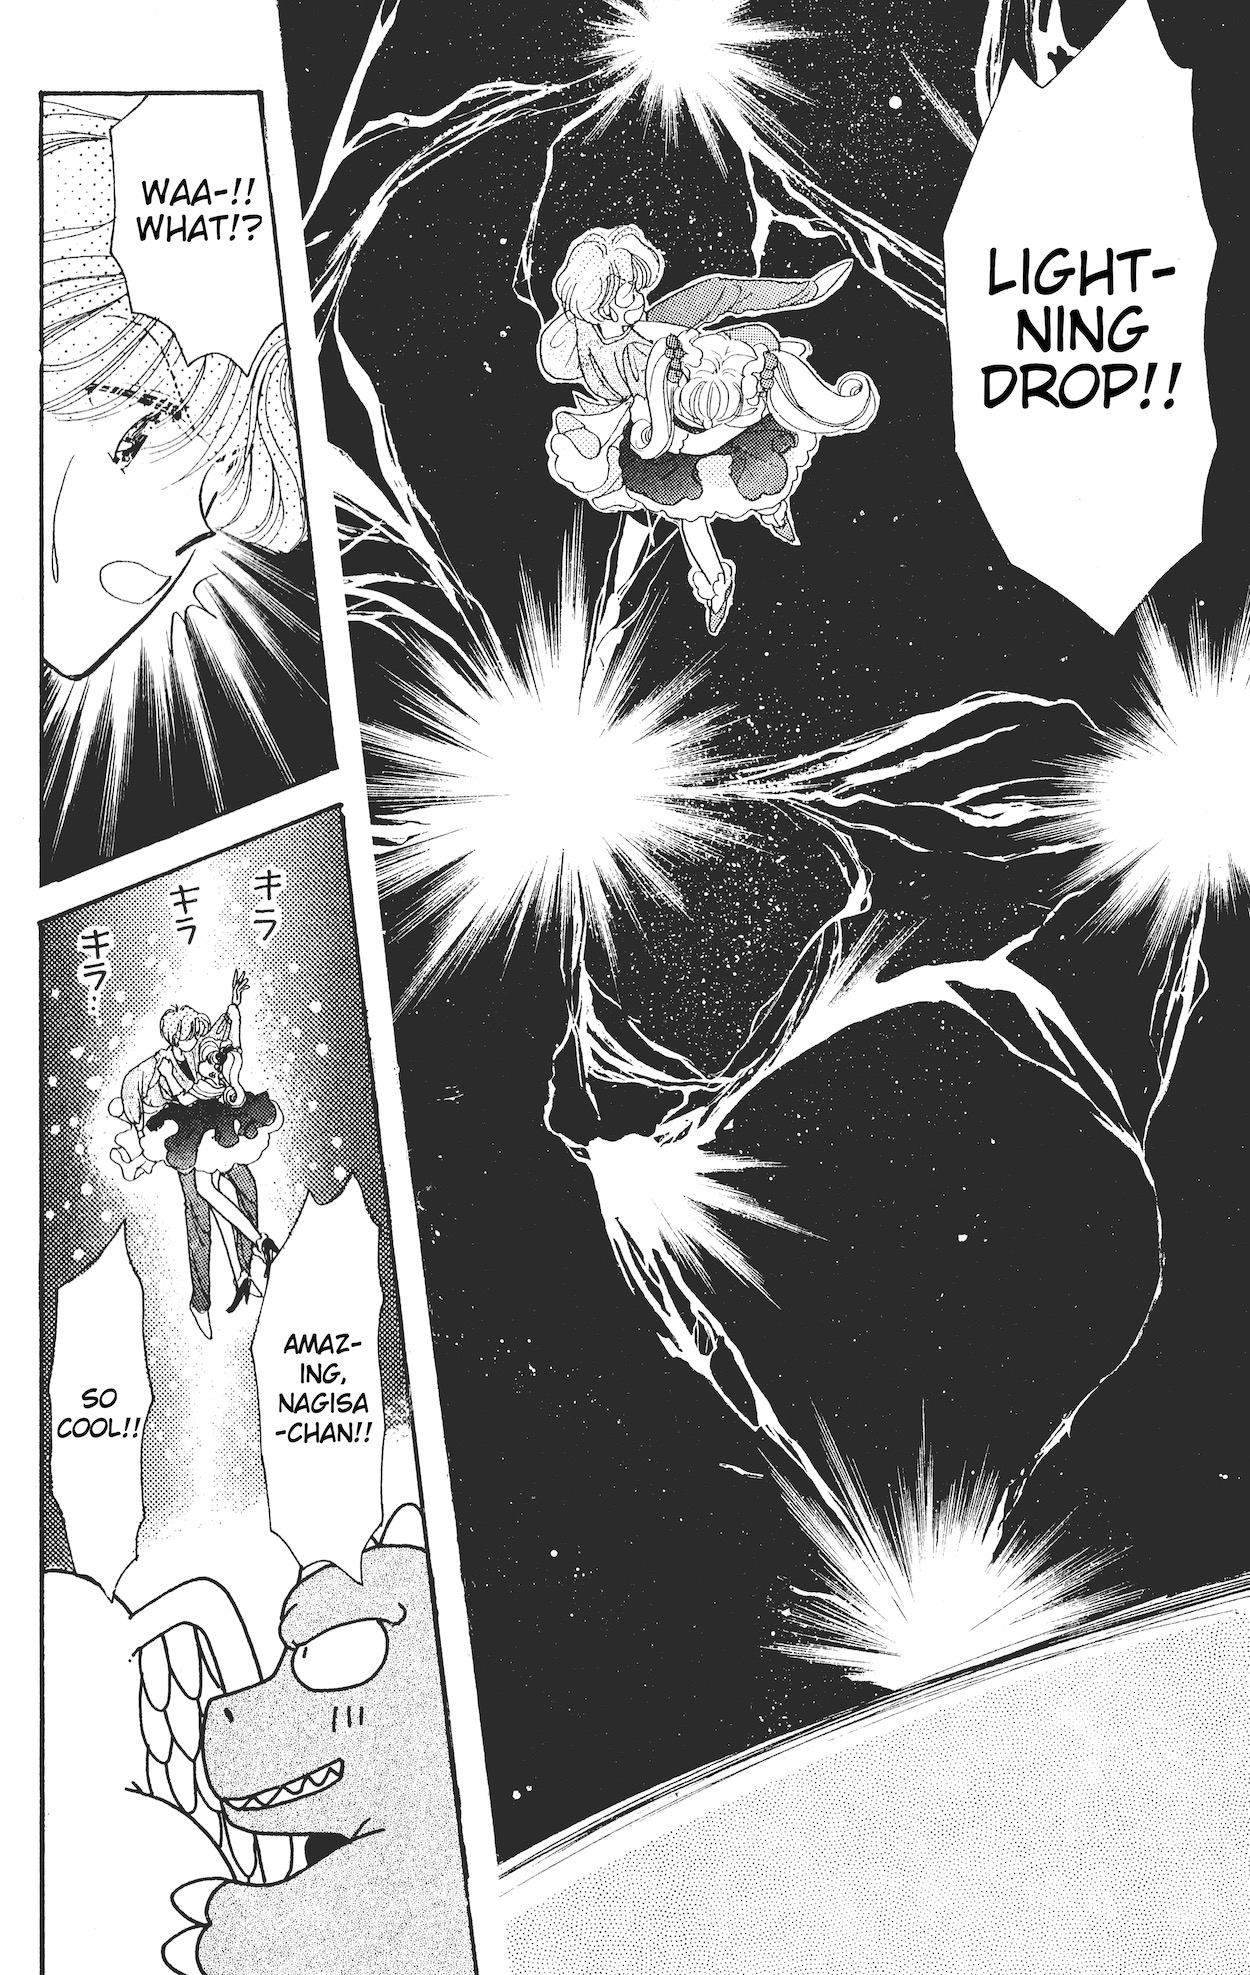 LIGHT-
NING
DROP!!
WAA-!!
WHAT!?
キラ
キラ
キラ…
AMAZ-
ING,
NAGISA
-CHAN!!
SO
COOL!!